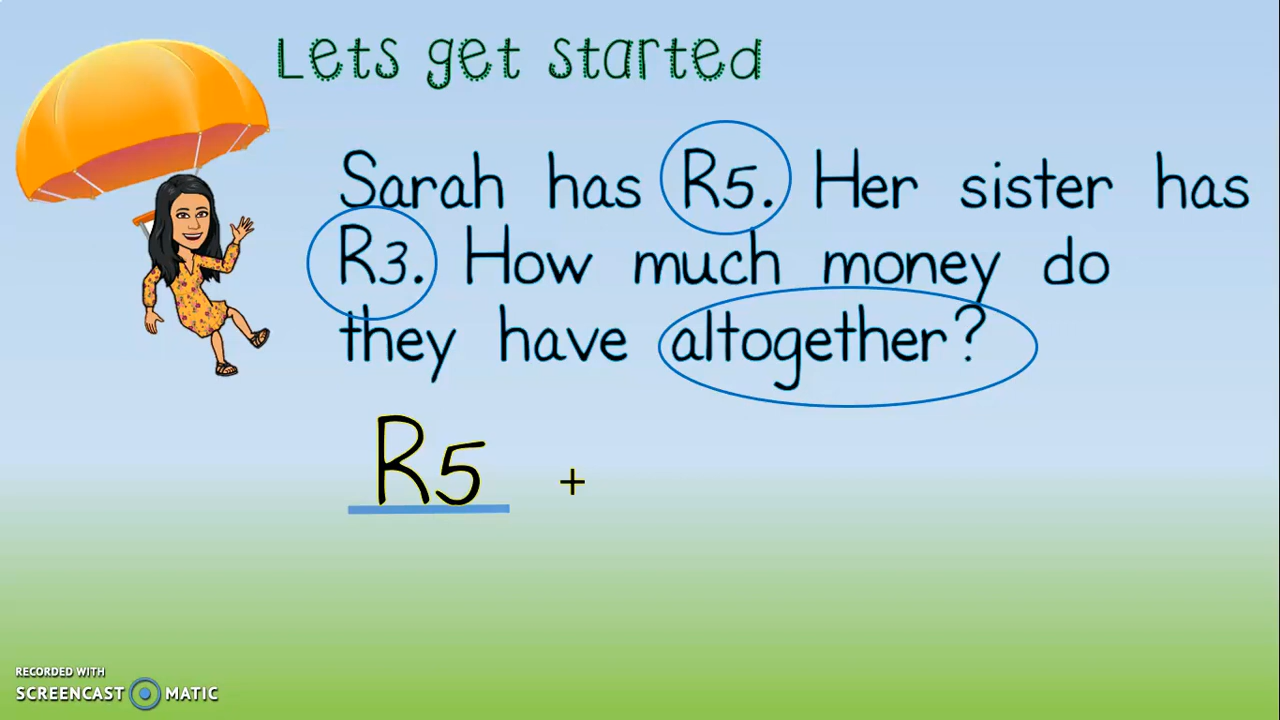 Lets get started
Sarah has R5. Her sister has
R3. How much money do
they have altogether?
R5 +
RECORDED WITH
SCREENCAST MATIC